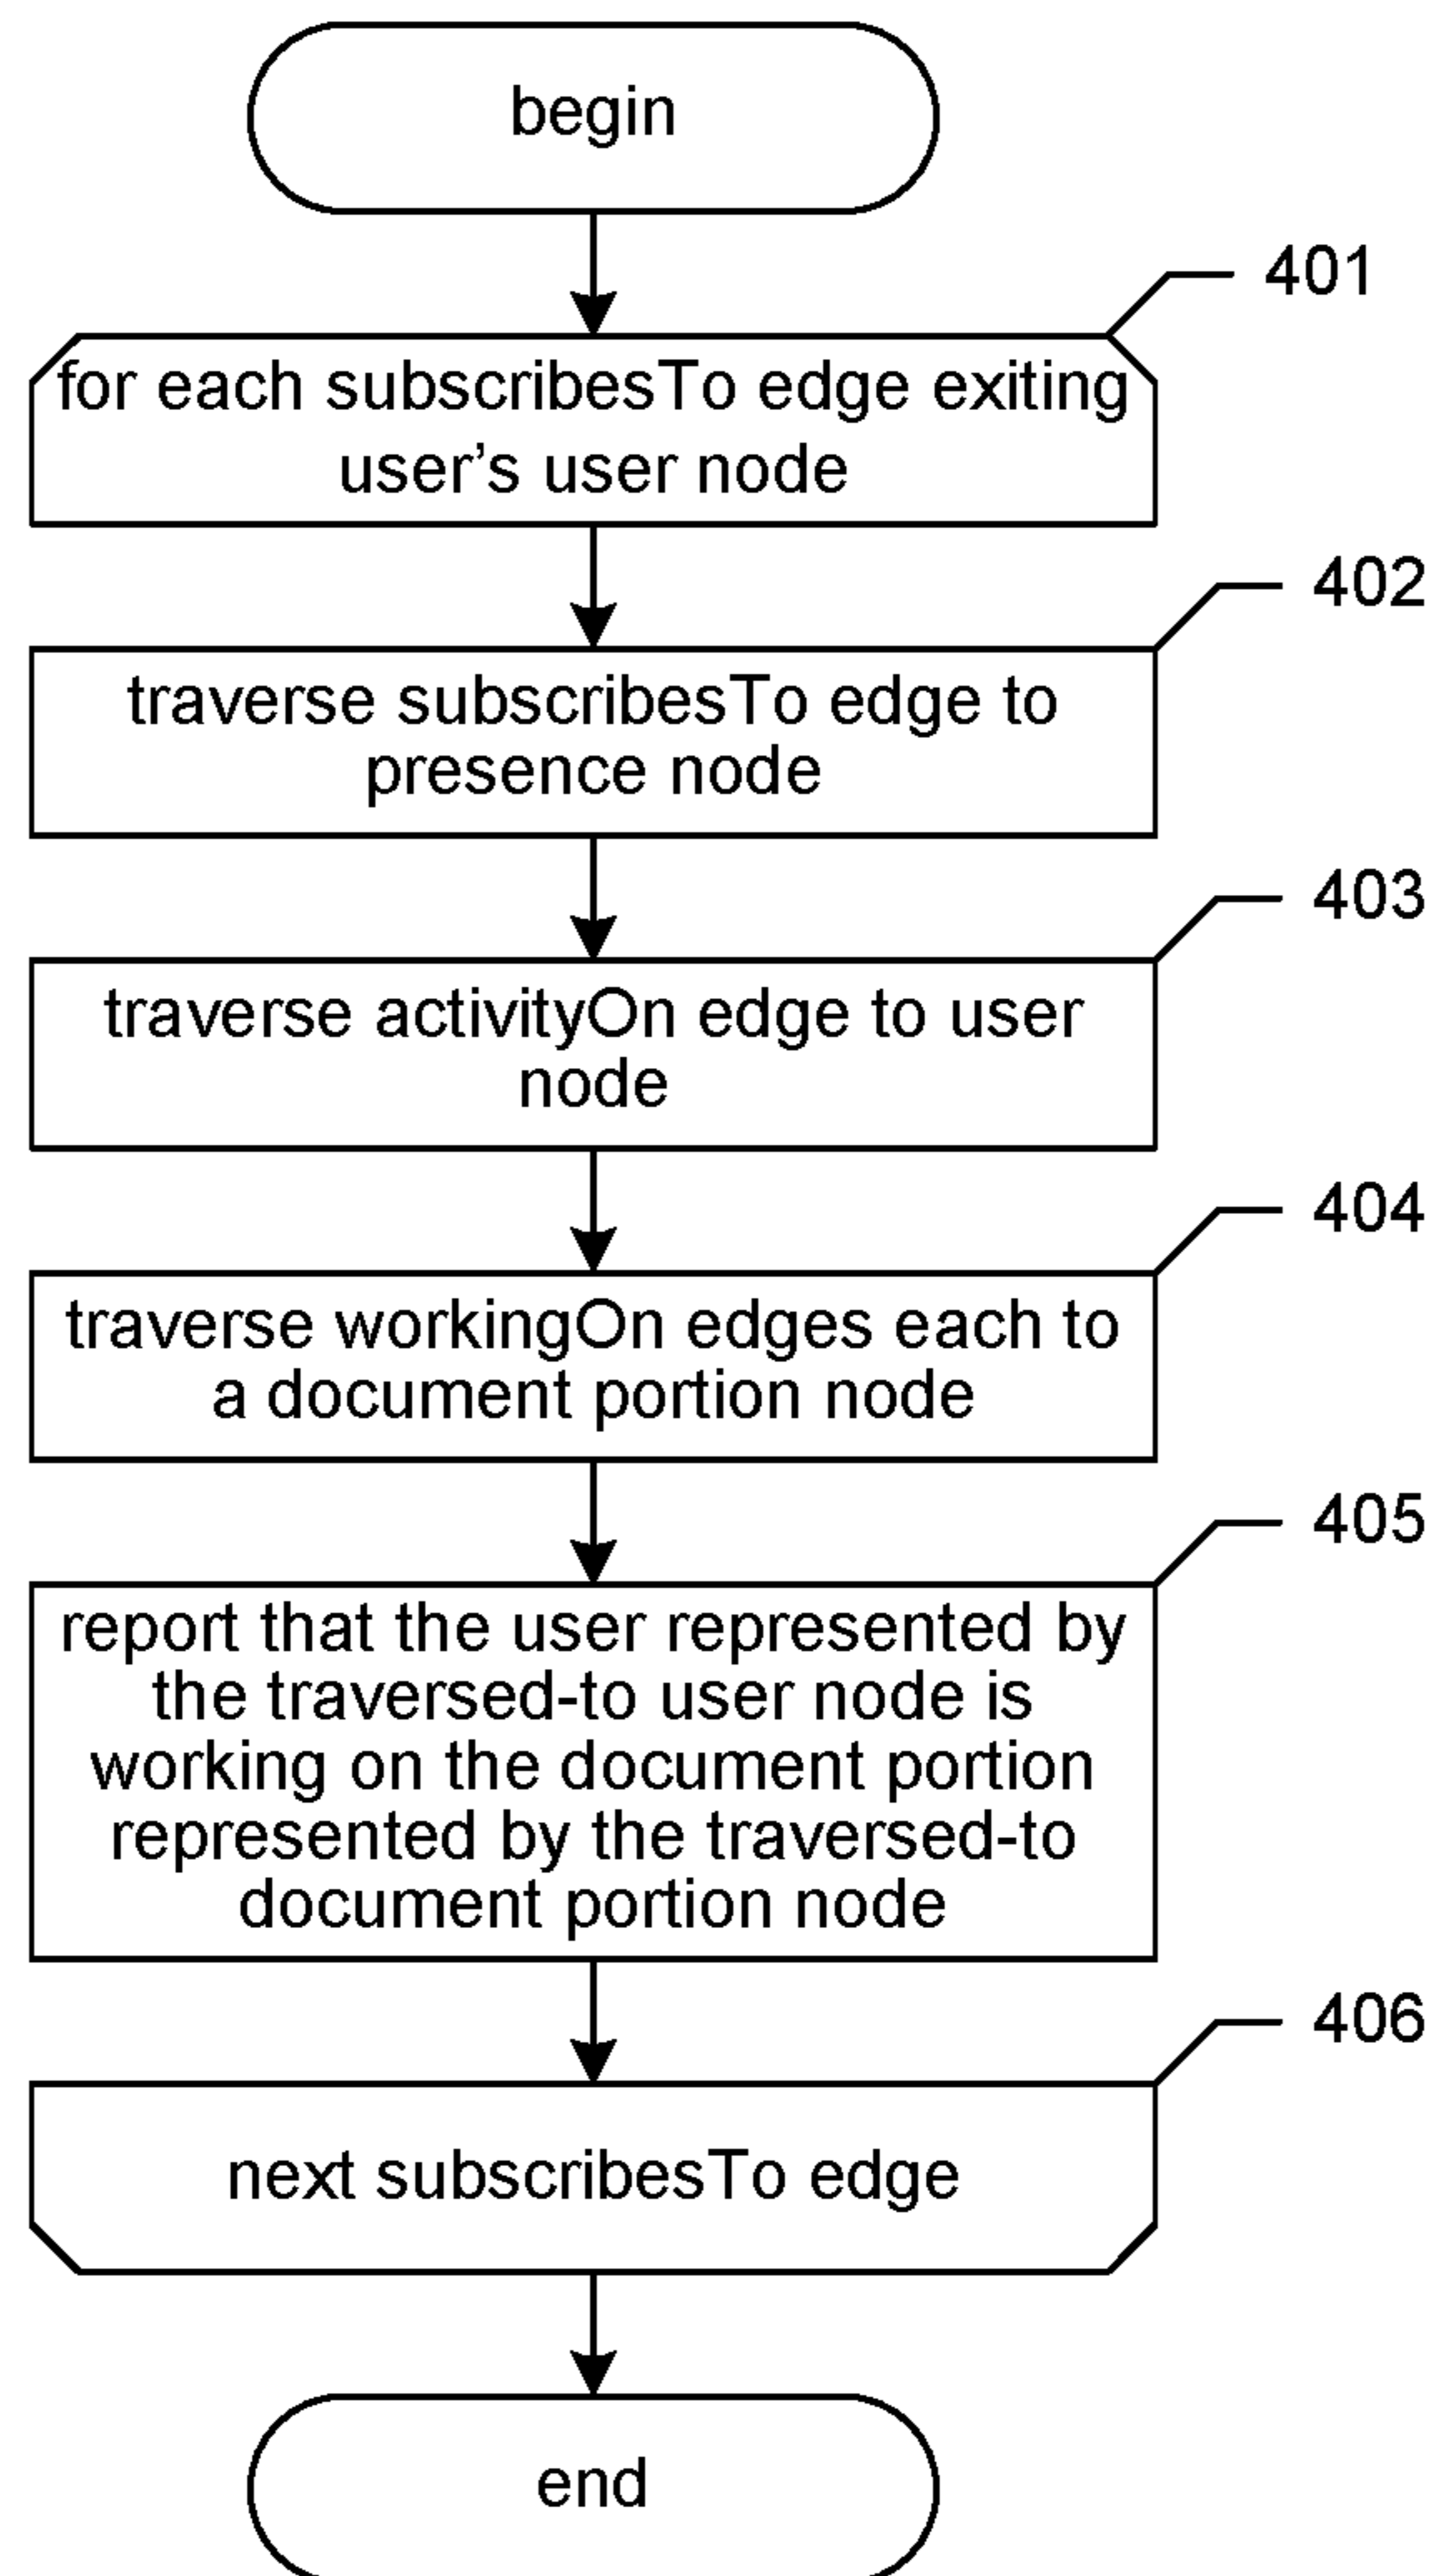 begin
401
for each subscribesTo edge exiting
user's user node
402
traverse subscribesTo edge to
presence node
403
traverse activityOn edge to user
node
404
traverse workingOn edges each to
a document portion node
405
report that the user represented by
the traversed-to user node is
working on the document portion
represented by the traversed-to
document portion node
406
next subscribesTo edge
end